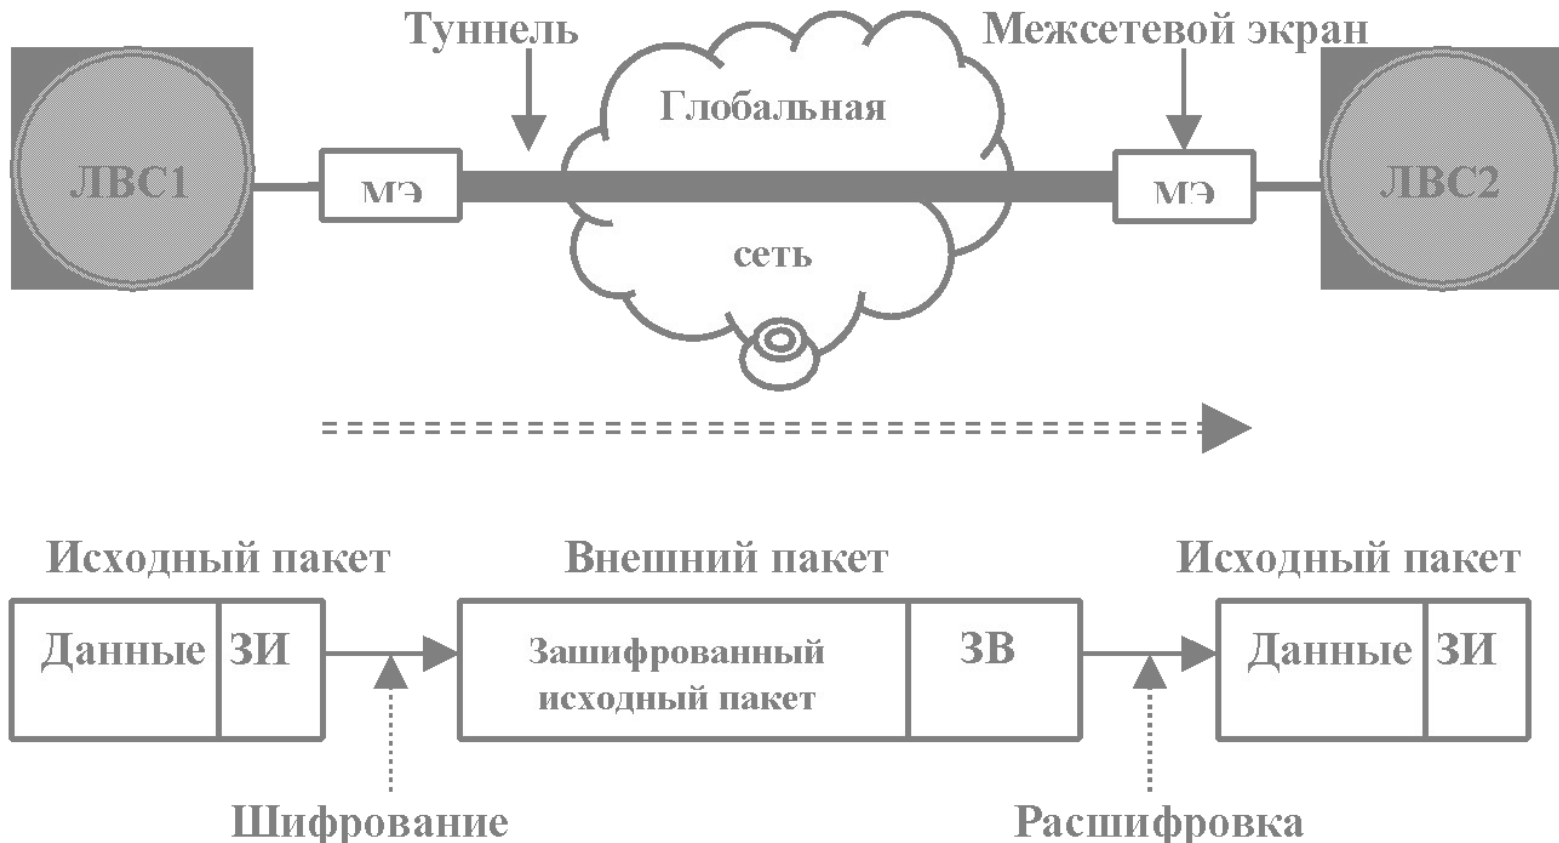 Туннель
Межсетевой экран
Глобальная
ЛВС1
МЭ
МЭ
ЛВС2
сеть
Исходный пакет
Внешний пакет
Исходный пакет
Данные
ЗИ
Зашифрованный
исходный пакет
ЗВ
Данные
ЗИ
Шифрование
Расшифровка